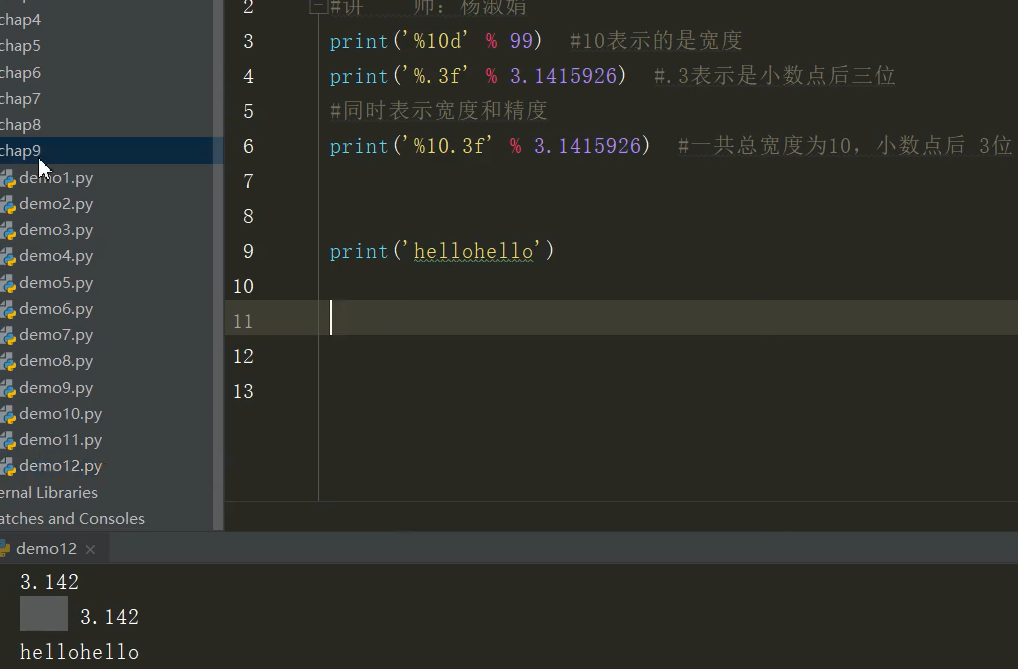 chap4
chap5
chap6
chap7
chap8
chap9
demo1.py
demo2.py
demo3.py
demo4.py
demo5.py
demo6.py
demo7.py
demo8.py
demo9.py
demo10.py
demo11.py
demo12.py
ernal Libraries
atches and Consoles
2 #讲 师：杨淑娟
3 print('%10d' % 99) #10表示的是宽度
4 print('%.3f' % 3.1415926) #.3表示是小数点后三位
5 #同时表示宽度和精度
6 print('%10.3f' % 3.1415926) #一共总宽度为10，小数点后 3位
7
8
9 print('hellohello')
10
11
12
13
demo12 ×
3.142
3.142
hellohello